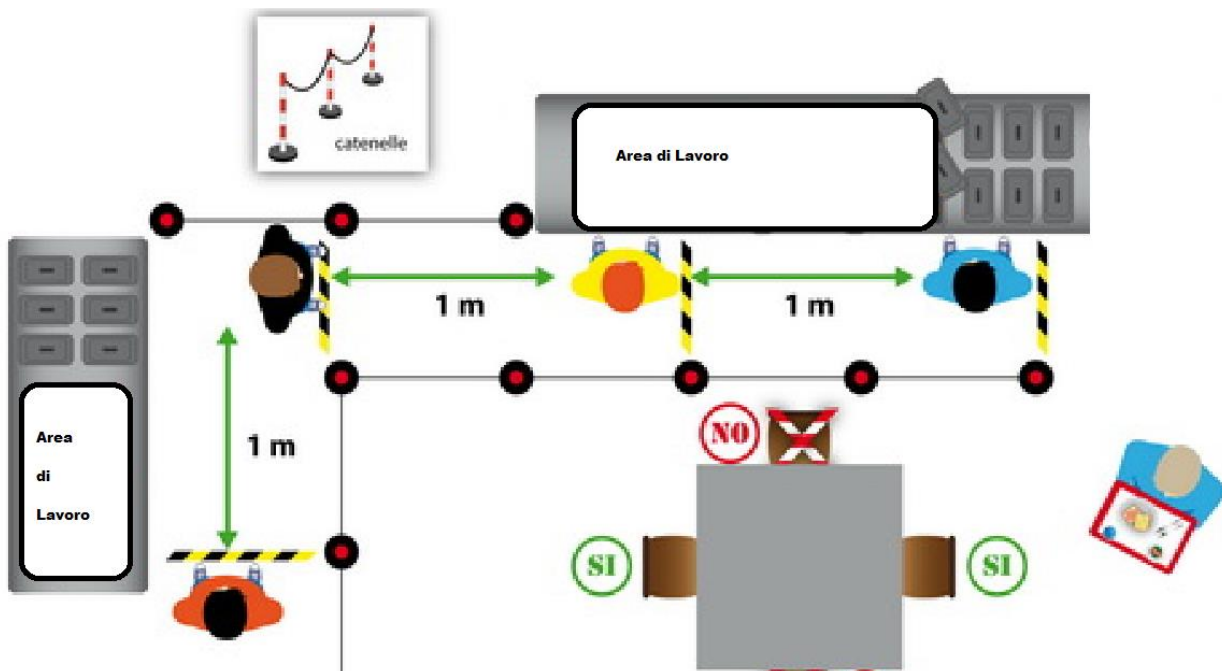 catenelle
Area di Lavoro
1 m
1 m
1 m
Area
di
Lavoro
NO
SI
SI